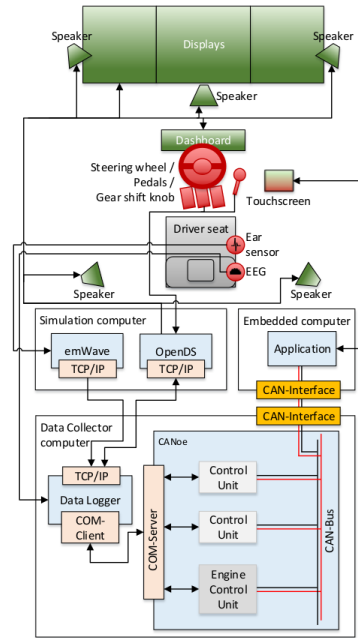 Speaker
Displays
Speaker
Speaker
Dashboard
Steering wheel /
Pedals /
Gear shift knob
Touchscreen
Driver seat
Ear
sensor
EEG
Speaker
Speaker
Simulation computer
emWave
TCP/IP
OpenDS
TCP/IP
Embedded computer
Application
CAN-Interface
CAN-Interface
Data Collector
computer
TCP/IP
Data Logger
COM-
Client
CANoe
COM-Server
Control
Unit
Control
Unit
Engine
Control
Unit
CAN-Bus